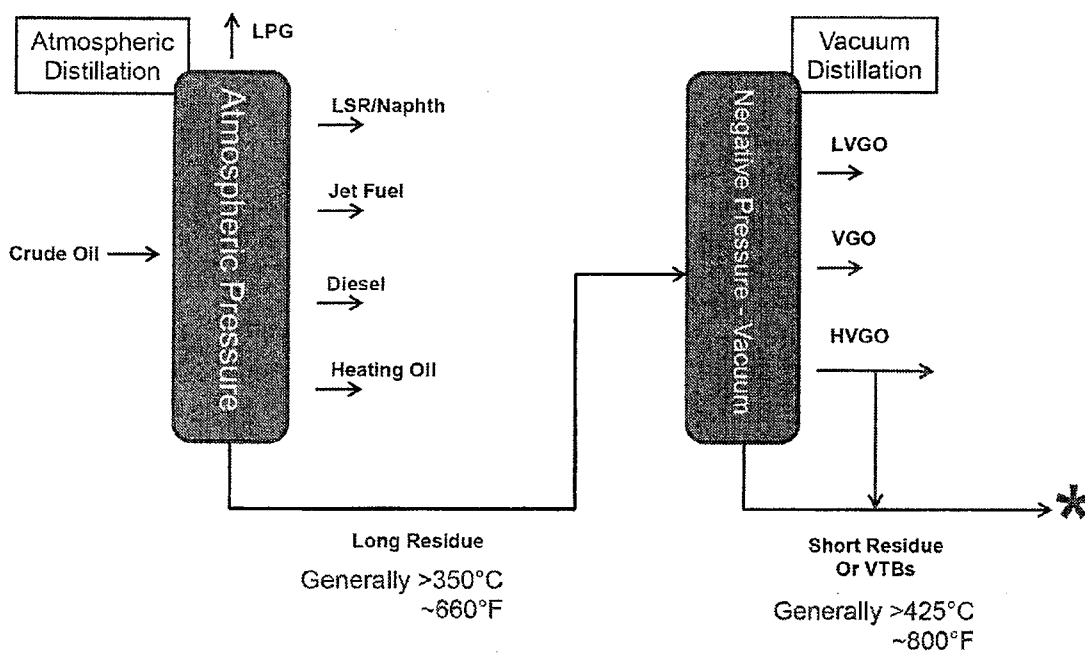 Atmospheric
Distillation
LPG
Atmospheric Pressure
Crude Oil
LSR/Naphth
Jet Fuel
Diesel
Heating Oil
Long Residue
Generally >350°C
~660°F
Vacuum
Distillation
Negative Pressure - Vacuum
LVGO
VGO
HVGO
*
Short Residue
Or VTBs
Generally >425°C
~800°F